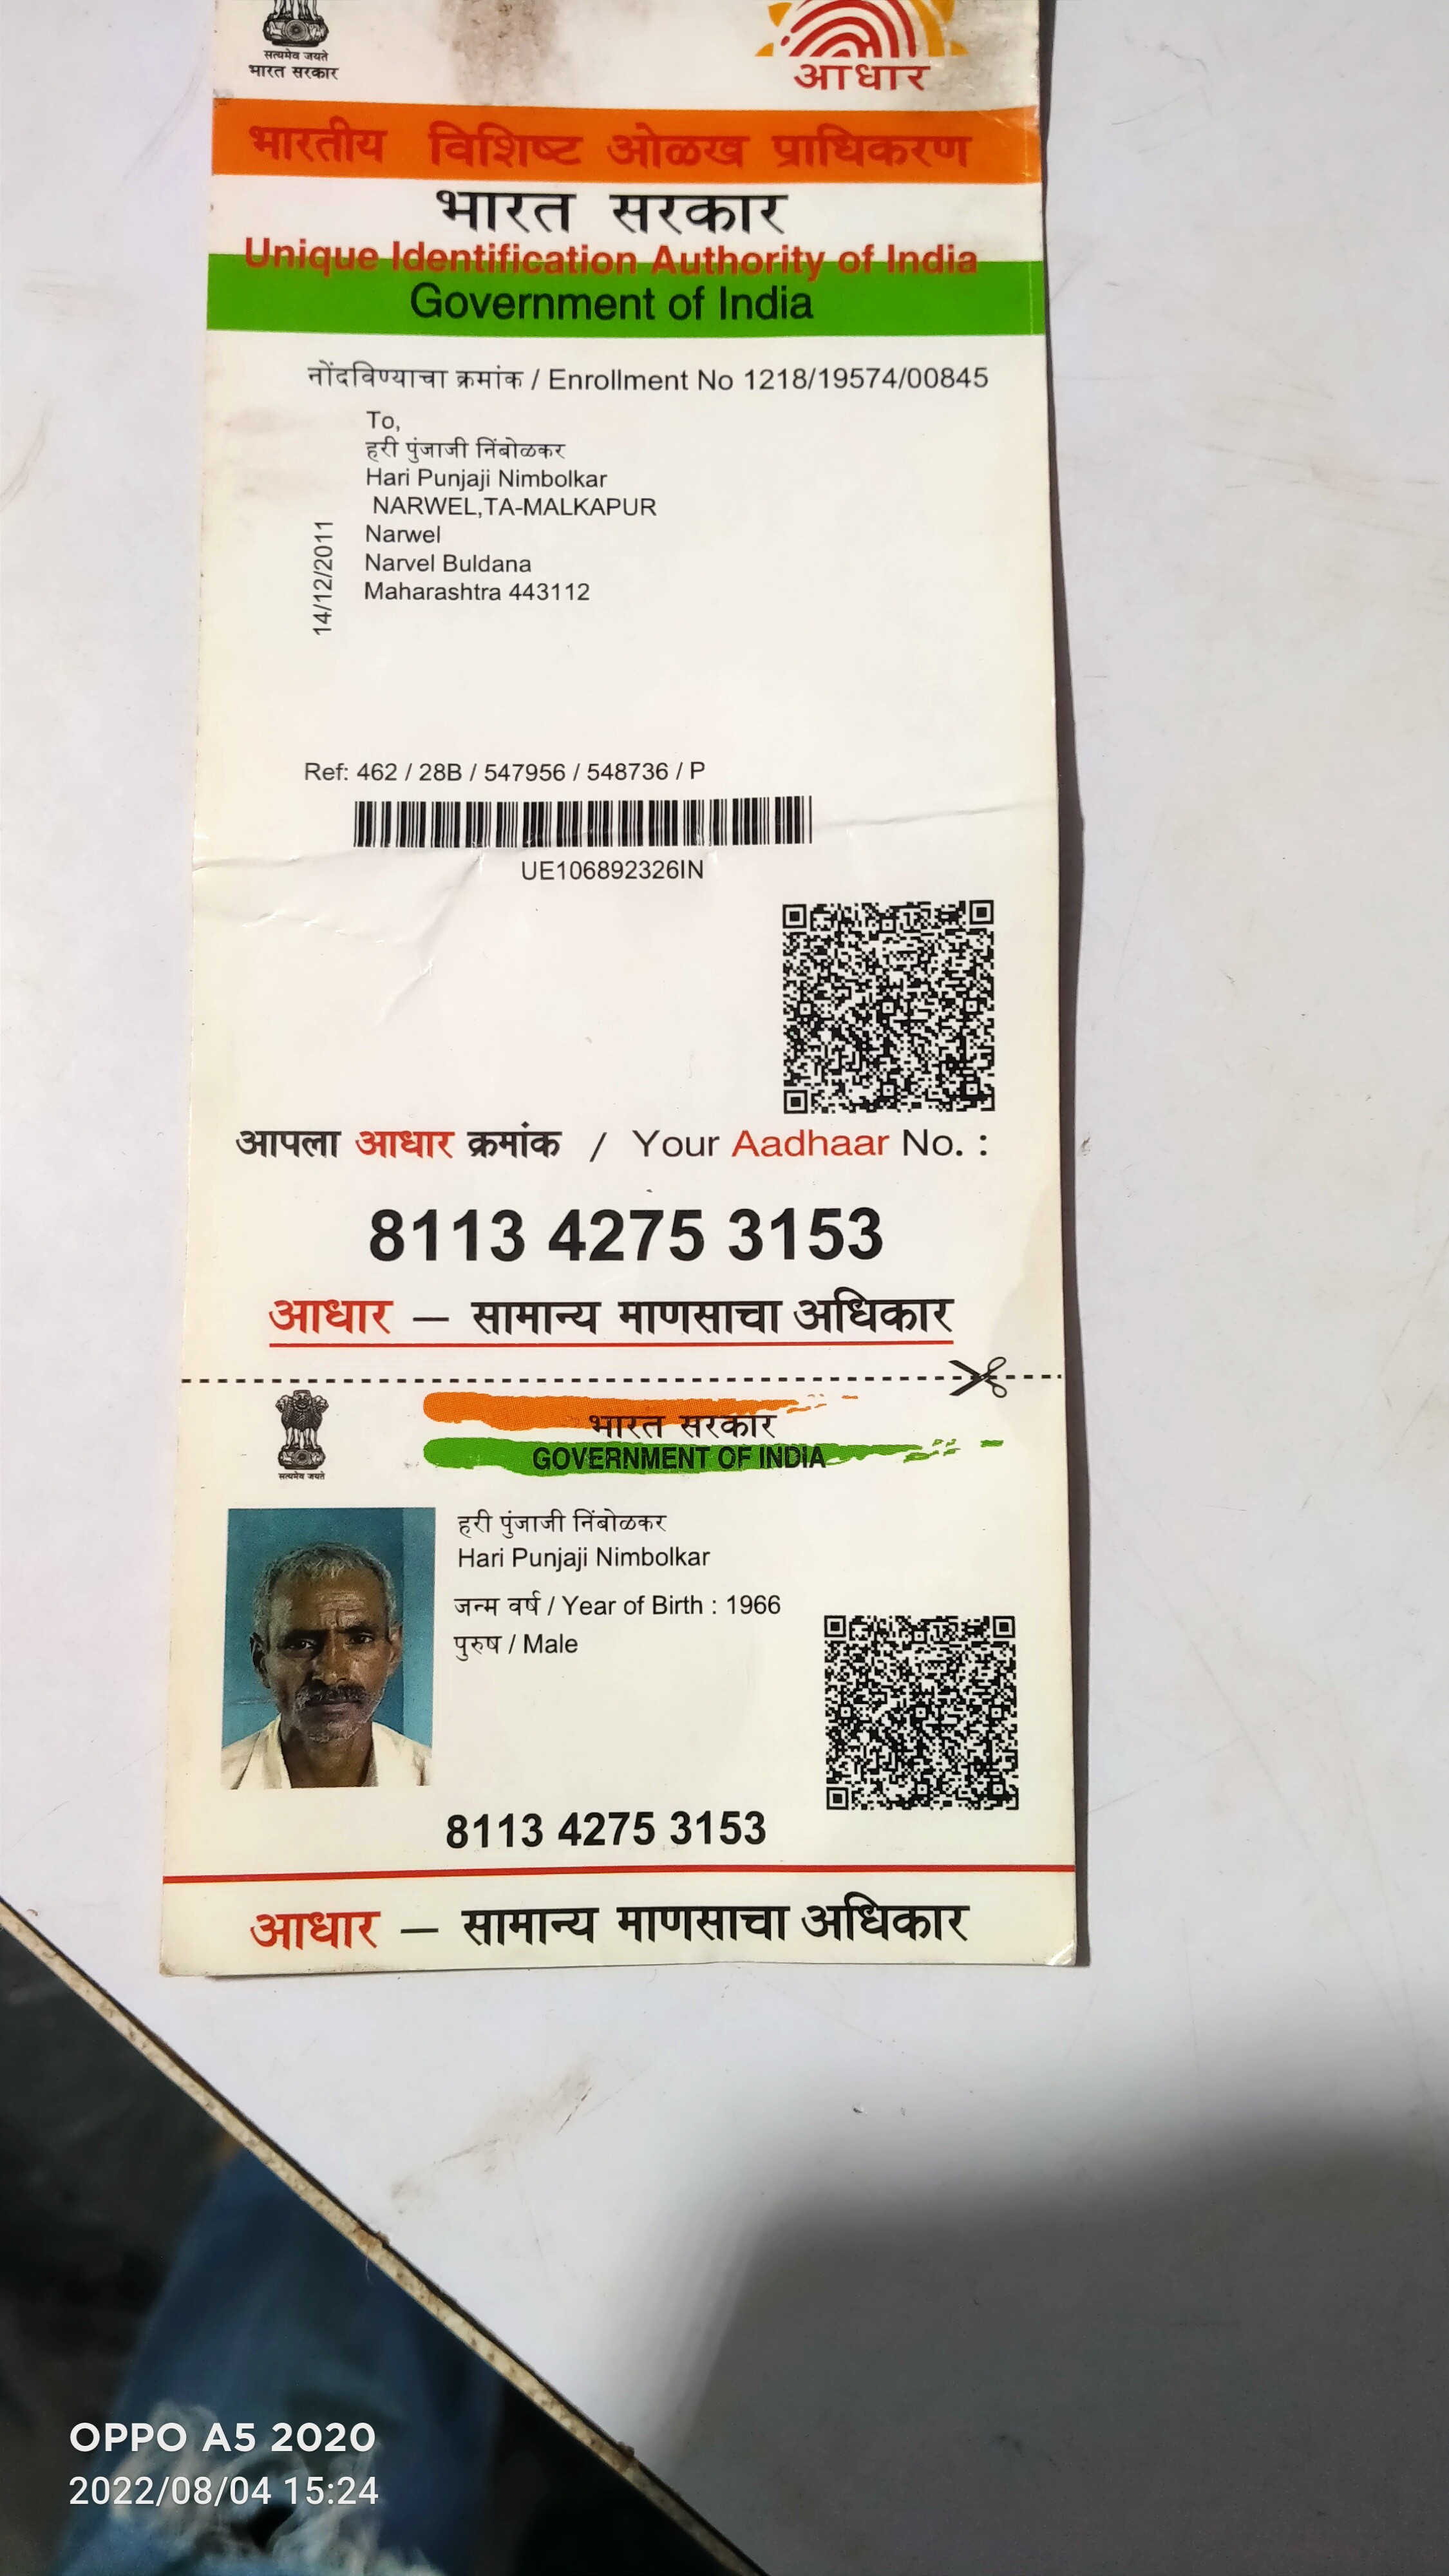 सत्यमेव जयते
भारत सरकार
आधार
भारतीय विशिष्ट ओळख प्राधिकरण
भारत सरकार
Unique Identification Authority of India
Government of India
नोंदविण्याचा क्रमांक / Enrollment No 1218/19574/00845
To,
हरी पुंजाजी निंबोळकर
Hari Punjaji Nimbolkar
NARWEL,TA-MALKAPUR
Narwel
Narvel Buldana
Maharashtra 443112
14/12/2011
Ref: 462 / 28B / 547956 / 548736 / P
UE106892326IN
आपला आधार क्रमांक / Your Aadhaar No. :
8113 4275 3153
आधार – सामान्य माणसाचा अधिकार
सत्यमेव जयते
भारत सरकार
GOVERNMENT OF INDIA
हरी पुंजाजी निंबोळकर
Hari Punjaji Nimbolkar
जन्म वर्ष / Year of Birth : 1966
पुरुष / Male
8113 4275 3153
आधार – सामान्य माणसाचा अधिकार
OPPO A5 2020
2022/08/04 15:24